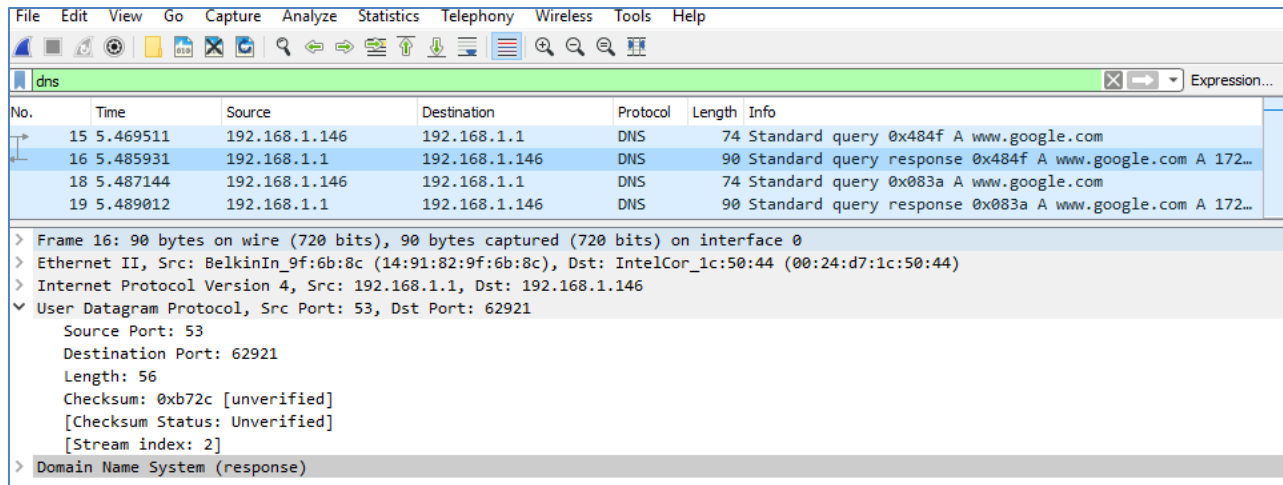 File Edit View Go Capture Analyze Statistics Telephony Wireless Tools Help
dns Expression...
No. Time Source Destination Protocol Length Info
15 5.469511 192.168.1.146 192.168.1.1 DNS 74 Standard query 0x484f A www.google.com
16 5.485931 192.168.1.1 192.168.1.146 DNS 90 Standard query response 0x484f A www.google.com A 172…
18 5.487144 192.168.1.146 192.168.1.1 DNS 74 Standard query 0x083a A www.google.com
19 5.489012 192.168.1.1 192.168.1.146 DNS 90 Standard query response 0x083a A www.google.com A 172…
Frame 16: 90 bytes on wire (720 bits), 90 bytes captured (720 bits) on interface 0
Ethernet II, Src: BelkinIn_9f:6b:8c (14:91:82:9f:6b:8c), Dst: IntelCor_1c:50:44 (00:24:d7:1c:50:44)
Internet Protocol Version 4, Src: 192.168.1.1, Dst: 192.168.1.146
User Datagram Protocol, Src Port: 53, Dst Port: 62921
Source Port: 53
Destination Port: 62921
Length: 56
Checksum: 0xb72c [unverified]
[Checksum Status: Unverified]
[Stream index: 2]
Domain Name System (response)